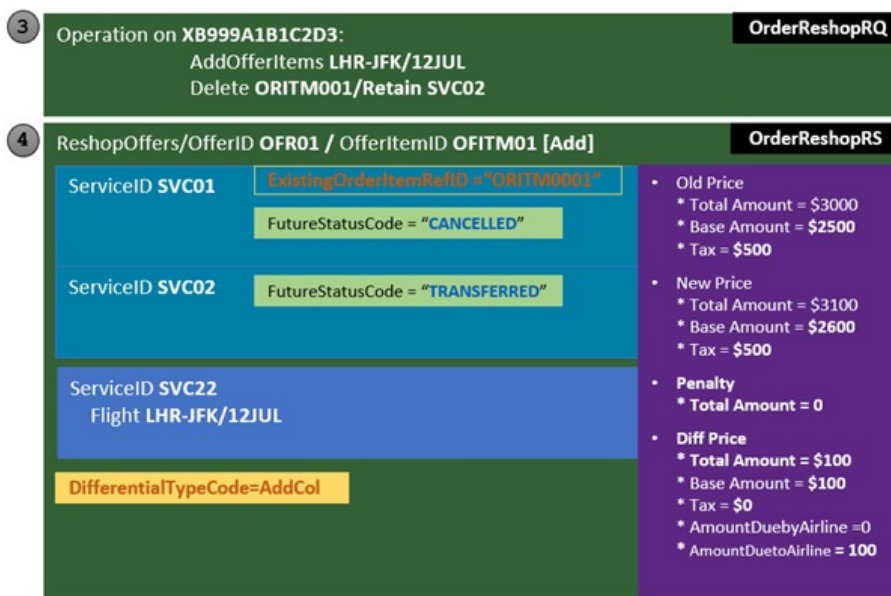 3
Operation on XB999A1B1C2D3:
OrderReshopRQ
AddOfferItems LHR-JFK/12JUL
Delete ORITM001/Retain SVC02
4
ReshopOffers/OfferID OFR01 / OfferItemID OFITM01 [Add]
OrderReshopRS
ServiceID SVC01
ExistingOrderItemRefID ="ORITM0001"
FutureStatusCode = "CANCELLED"
ServiceID SVC02
FutureStatusCode = "TRANSFERRED"
ServiceID SVC22
Flight LHR-JFK/12JUL
DifferentialTypeCode=AddCol
• Old Price
* Total Amount = $3000
* Base Amount = $2500
* Tax = $500
• New Price
* Total Amount = $3100
* Base Amount = $2600
* Tax = $500
• Penalty
* Total Amount = 0
• Diff Price
* Total Amount = $100
* Base Amount = $100
* Tax = $0
* AmountDuebyAirline =0
* AmountDuetoAirline = 100